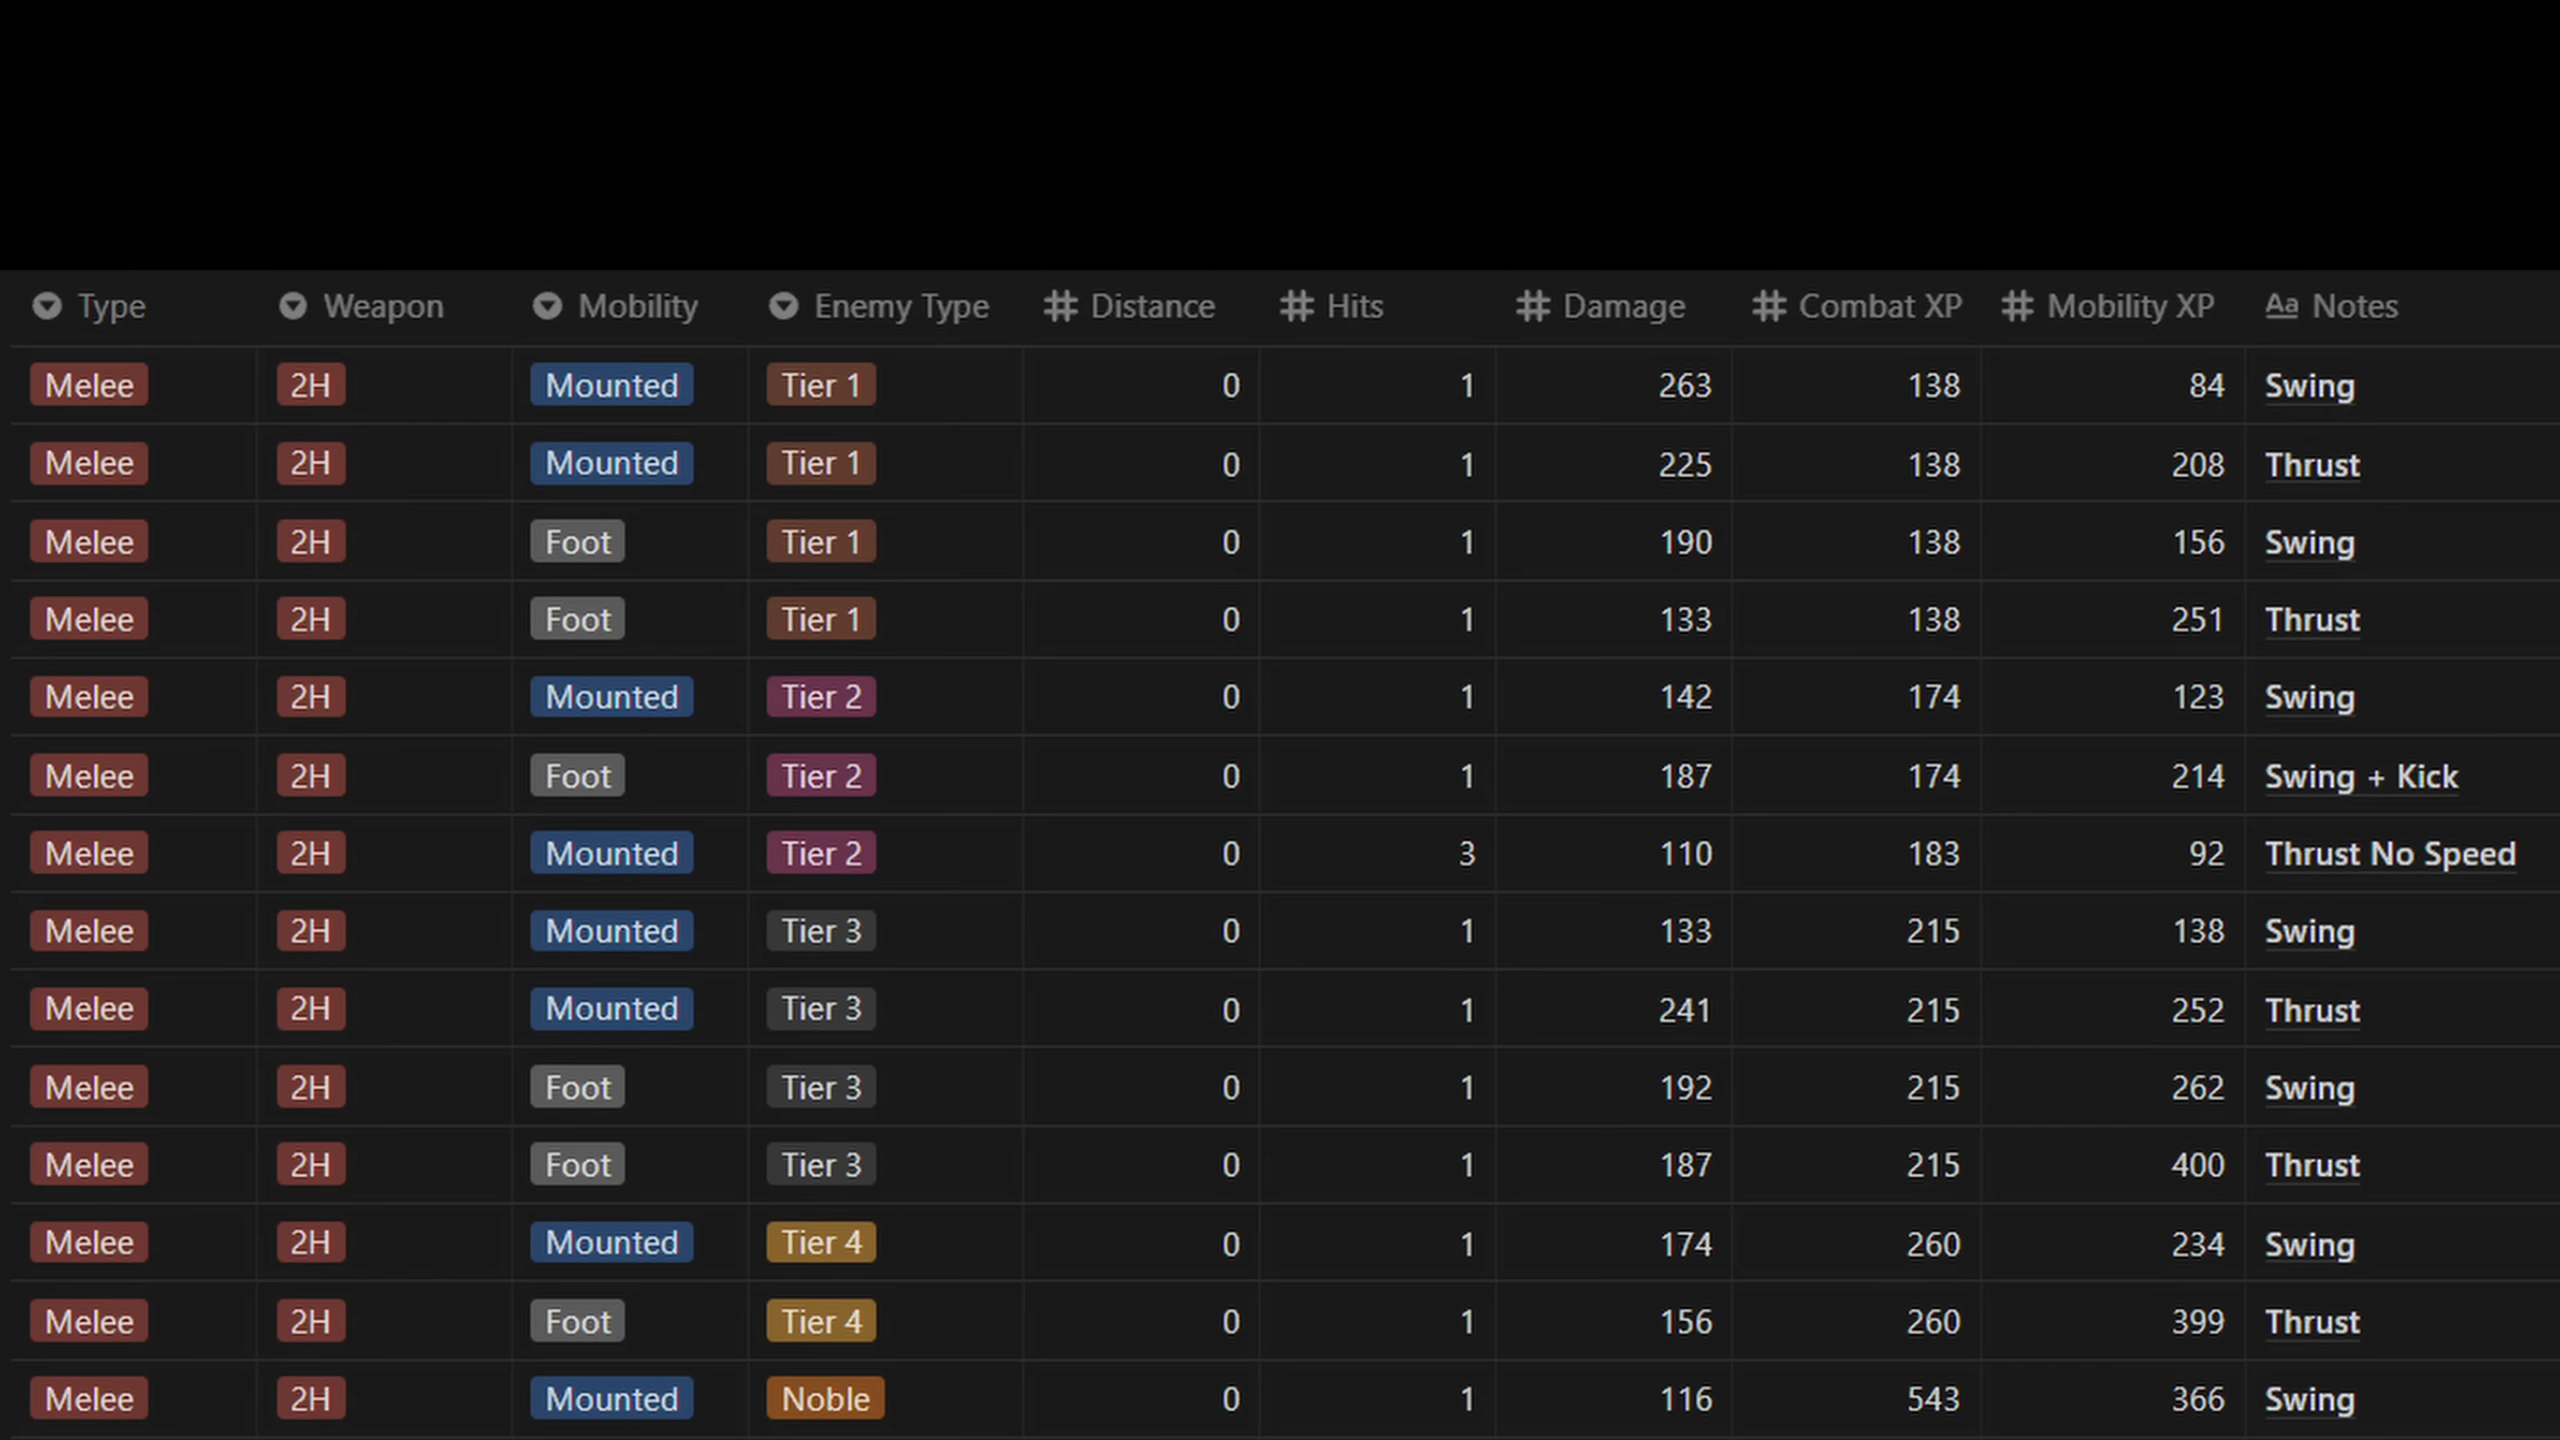 Type Weapon Mobility Enemy Type Distance Hits Damage Combat XP Mobility XP Aa Notes
Melee 2H Mounted Tier 1 0 1 263 138 84 Swing
Melee 2H Mounted Tier 1 0 1 225 138 208 Thrust
Melee 2H Foot Tier 1 0 1 190 138 156 Swing
Melee 2H Foot Tier 1 0 1 133 138 251 Thrust
Melee 2H Mounted Tier 2 0 1 142 174 123 Swing
Melee 2H Foot Tier 2 0 1 187 174 214 Swing + Kick
Melee 2H Mounted Tier 2 0 3 110 183 92 Thrust No Speed
Melee 2H Mounted Tier 3 0 1 133 215 138 Swing
Melee 2H Mounted Tier 3 0 1 241 215 252 Thrust
Melee 2H Foot Tier 3 0 1 192 215 262 Swing
Melee 2H Foot Tier 3 0 1 187 215 400 Thrust
Melee 2H Mounted Tier 4 0 1 174 260 234 Swing
Melee 2H Foot Tier 4 0 1 156 260 399 Thrust
Melee 2H Mounted Noble 0 1 116 543 366 Swing